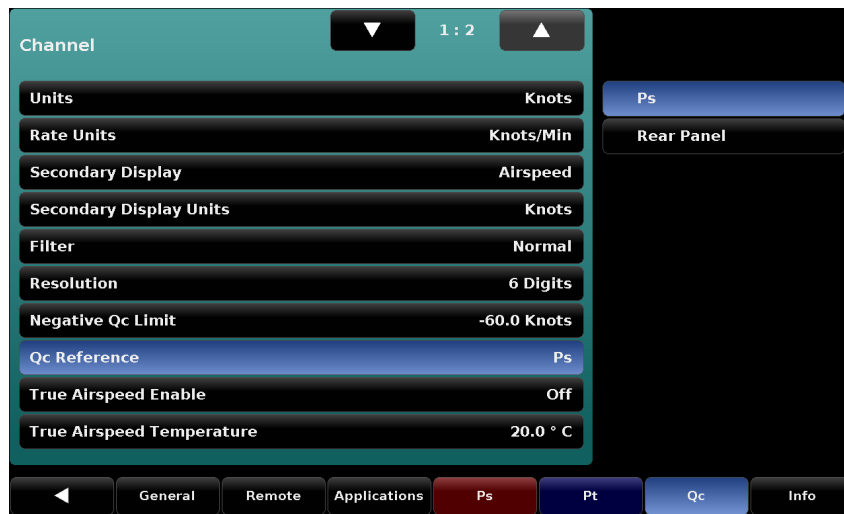 Channel
▼ 1 : 2 ▲
Units Knots
Rate Units Knots/Min
Secondary Display Airspeed
Secondary Display Units Knots
Filter Normal
Resolution 6 Digits
Negative Qc Limit -60.0 Knots
Qc Reference Ps
True Airspeed Enable Off
True Airspeed Temperature 20.0 ° C
Ps
Rear Panel
◀ General Remote Applications Ps Pt Qc Info